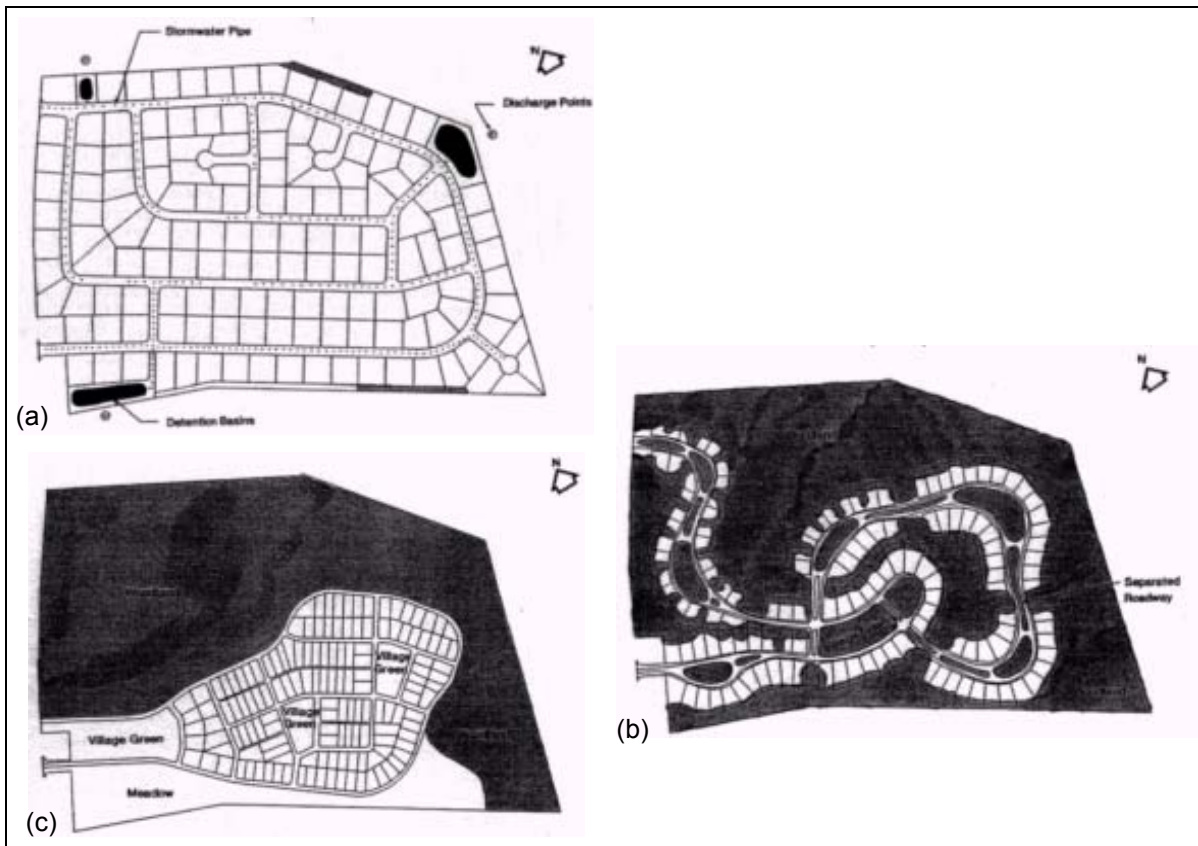 Stormwater Pipe
N
Discharge Points
(a)
Detention Basins
N
Village
Green
Village
Green
Village Green
Meadow
(c)
N
Separated
Roadway
(b)